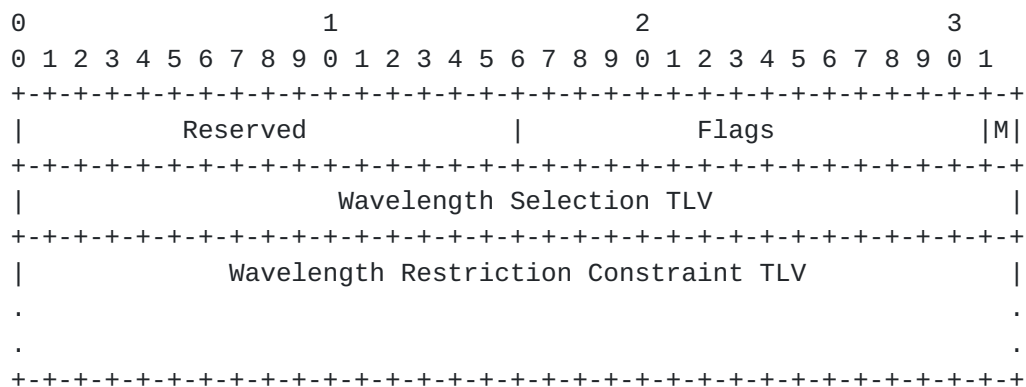 0                   1                   2                   3
0 1 2 3 4 5 6 7 8 9 0 1 2 3 4 5 6 7 8 9 0 1 2 3 4 5 6 7 8 9 0 1
+-+-+-+-+-+-+-+-+-+-+-+-+-+-+-+-+-+-+-+-+-+-+-+-+-+-+-+-+-+-+-+-+
|          Reserved             |           Flags             |M|
+-+-+-+-+-+-+-+-+-+-+-+-+-+-+-+-+-+-+-+-+-+-+-+-+-+-+-+-+-+-+-+-+
|                    Wavelength Selection TLV                   |
+-+-+-+-+-+-+-+-+-+-+-+-+-+-+-+-+-+-+-+-+-+-+-+-+-+-+-+-+-+-+-+-+
|             Wavelength Restriction Constraint TLV             |
.                                                               .
.                                                               .
+-+-+-+-+-+-+-+-+-+-+-+-+-+-+-+-+-+-+-+-+-+-+-+-+-+-+-+-+-+-+-+-+